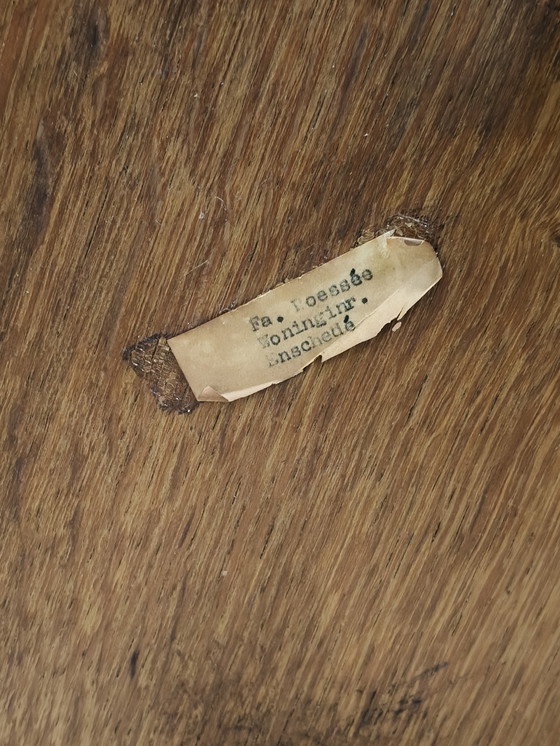 Fa. Roessée
Woninginr.
Enschedé